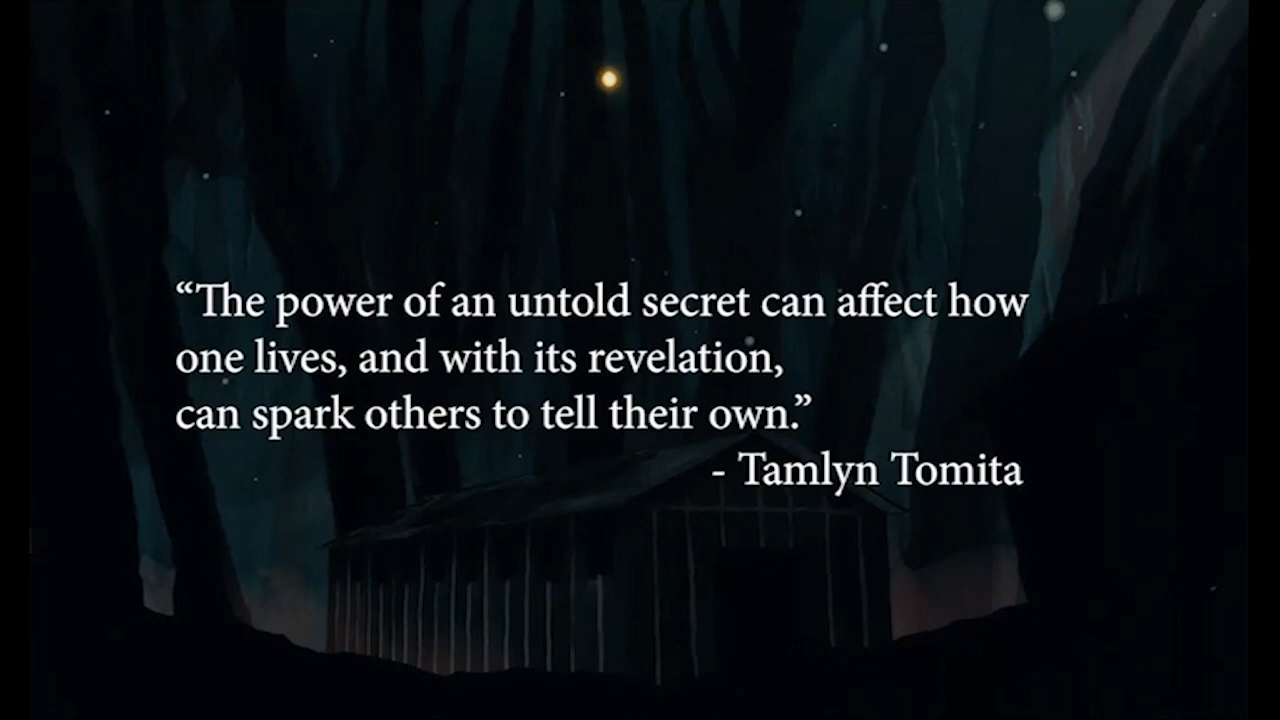 “The power of an untold secret can affect how
one lives, and with its revelation,
can spark others to tell their own.”
- Tamlyn Tomita